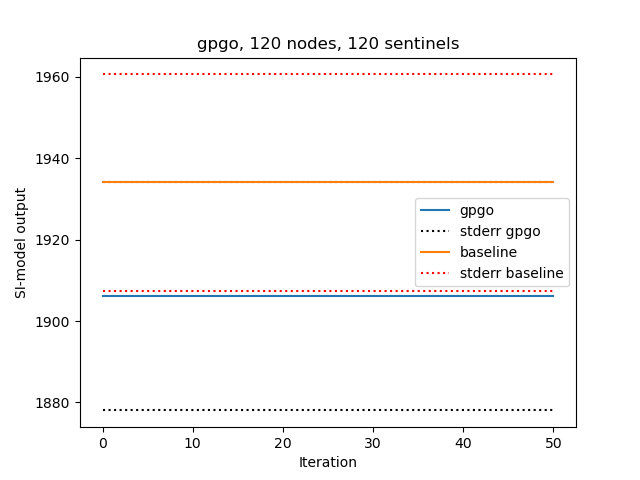 gpgo, 120 nodes, 120 sentinels
1960
1940
1920
1900
1880
SI-model output
gpgo
stderr gpgo
baseline
stderr baseline
0 10 20 30 40 50
Iteration